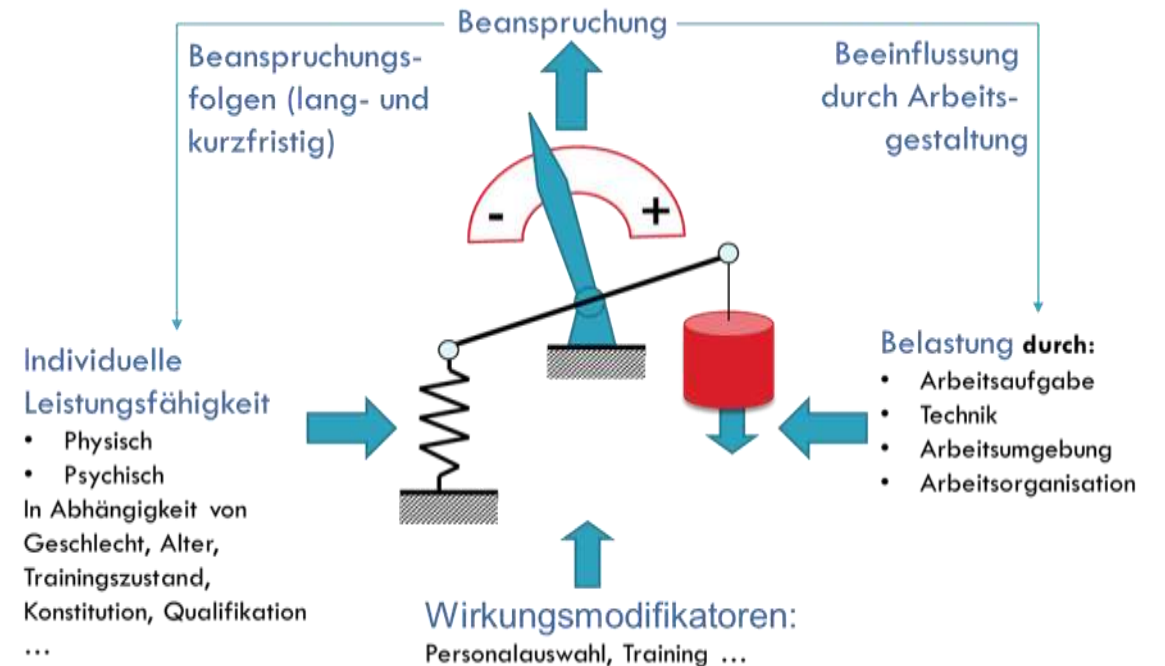 Beanspruchung
Beanspruchungs-
folgen (lang- und
kurzfristig)
Beeinflussung
durch Arbeits-
gestaltung
-
+
Individuelle
Leistungsfähigkeit
• Physisch
• Psychisch
In Abhängigkeit von
Geschlecht, Alter,
Trainingszustand,
Konstitution, Qualifikation
...
Belastung durch:
• Arbeitsaufgabe
• Technik
• Arbeitsumgebung
• Arbeitsorganisation
Wirkungsmodifikatoren:
Personalauswahl, Training ...